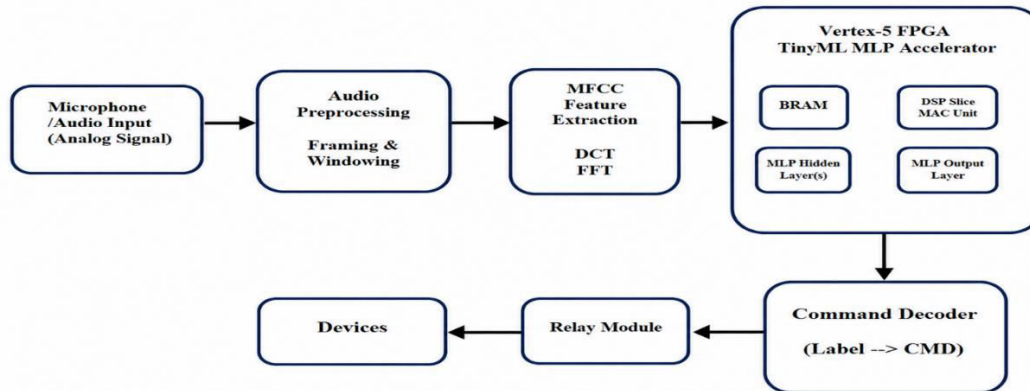 Microphone
/Audio Input
(Analog Signal)
Audio
Preprocessing
Framing &
Windowing
MFCC
Feature
Extraction
DCT
FFT
Vertex-5 FPGA
TinyML MLP Accelerator
BRAM
DSP Slice
MAC Unit
MLP Hidden
Layer(s)
MLP Output
Layer
Command Decoder
(Label --> CMD)
Relay Module
Devices